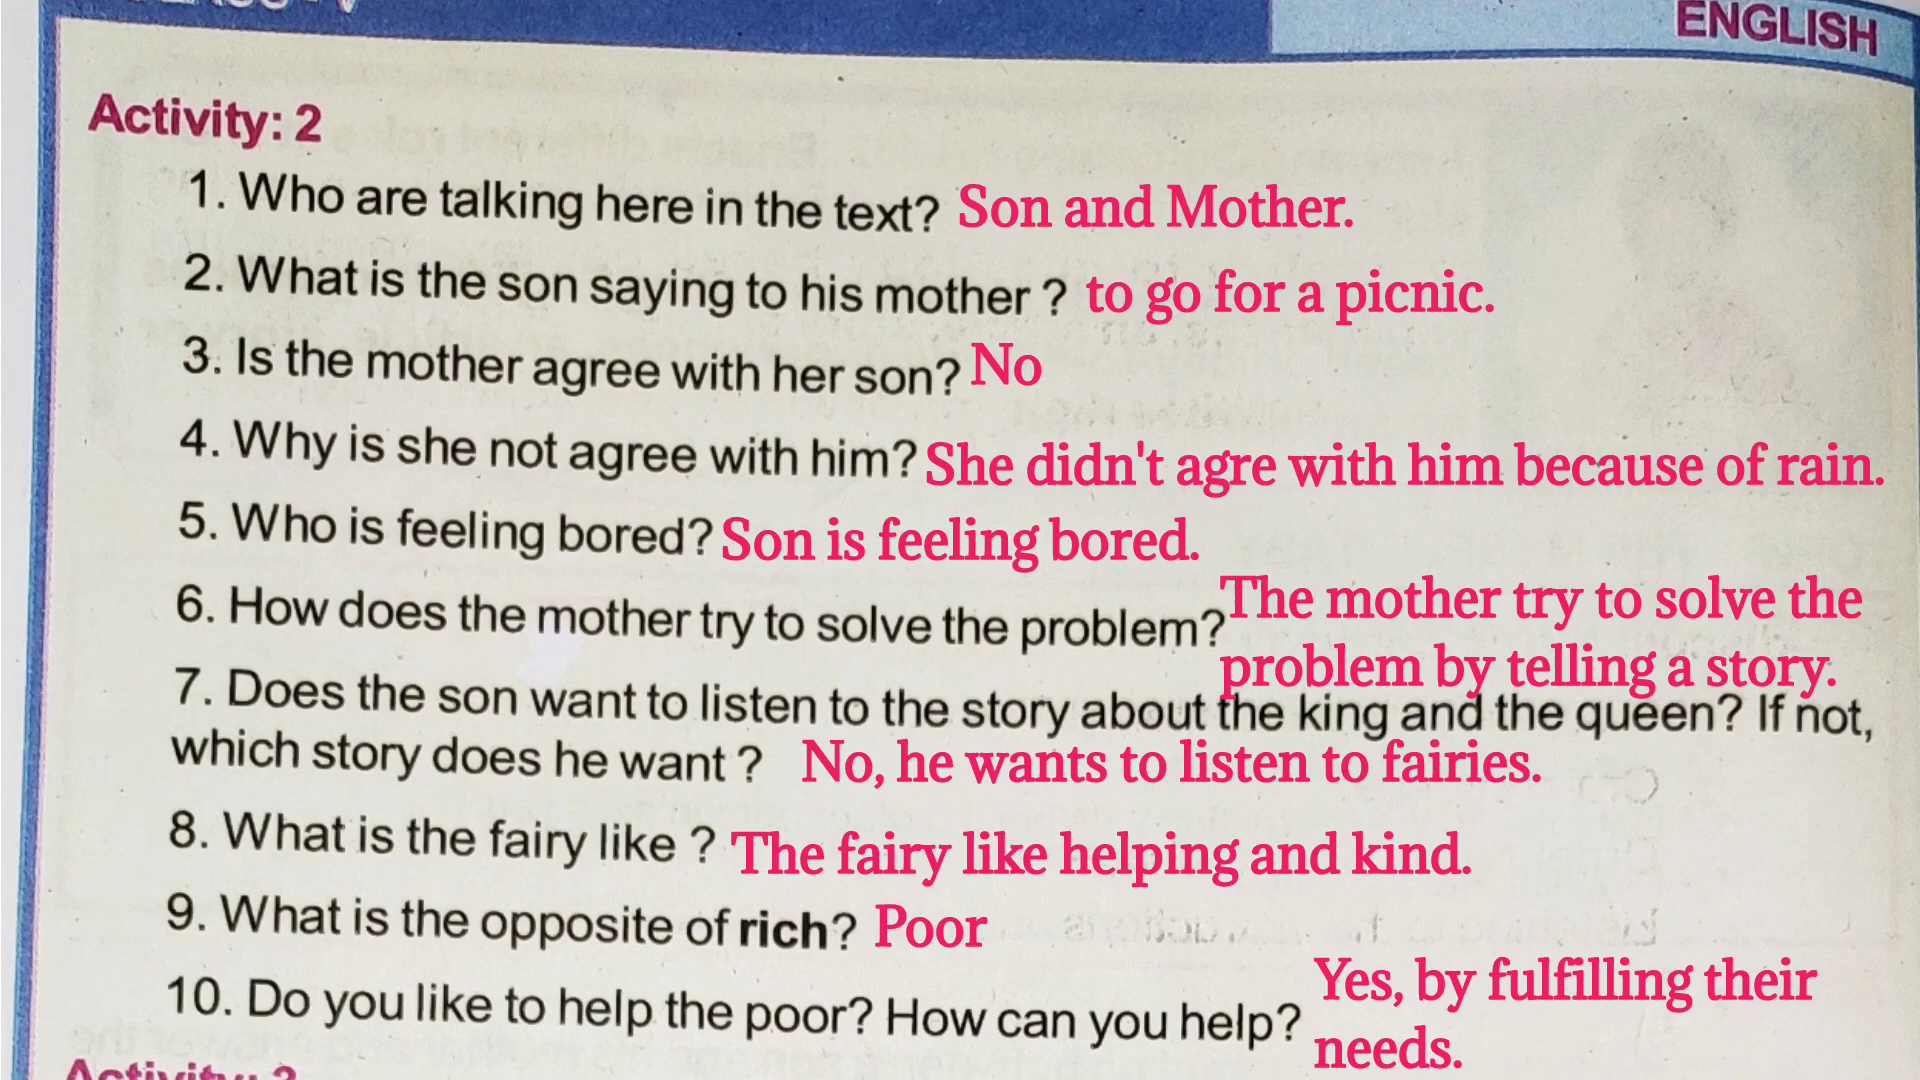 ENGLISH
Activity: 2
1. Who are talking here in the text? Son and Mother.
2. What is the son saying to his mother ? to go for a picnic.
3. Is the mother agree with her son? No
4. Why is she not agree with him? She didn't agre with him because of rain.
5. Who is feeling bored? Son is feeling bored.
6. How does the mother try to solve the problem? The mother try to solve the
problem by telling a story.
7. Does the son want to listen to the story about the king and the queen? If not,
which story does he want ? No, he wants to listen to fairies.
8. What is the fairy like ? The fairy like helping and kind.
9. What is the opposite of rich? Poor
10. Do you like to help the poor? How can you help? Yes, by fulfilling their
needs.